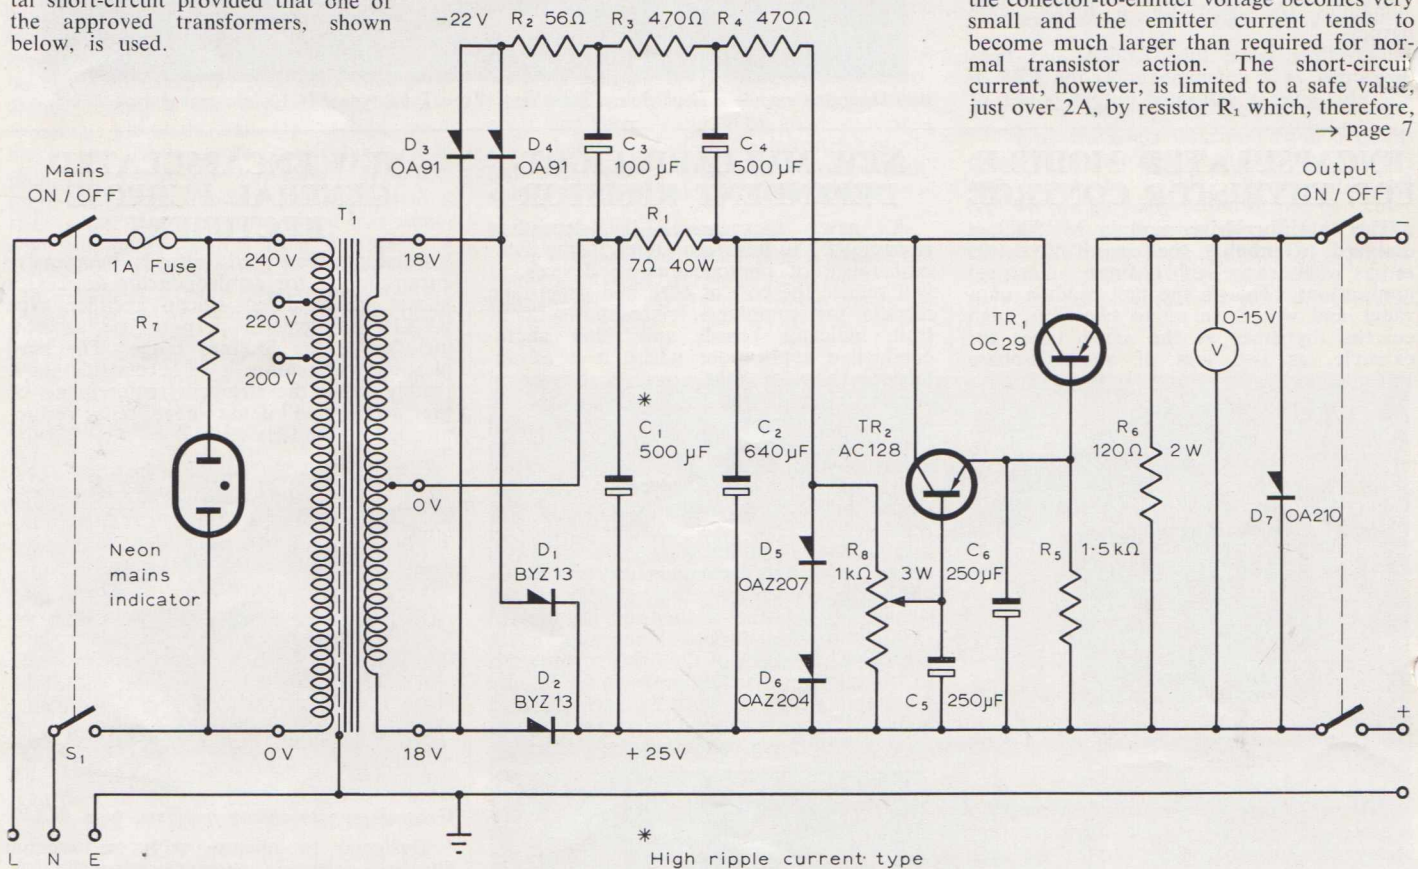 tal short-circuit provided that one of
the approved transformers, shown
below, is used.
the collector-to-emitter voltage becomes very
small and the emitter current tends to
become much larger than required for nor-
mal transistor action. The short-circuit
current, however, is limited to a safe value,
just over 2A, by resistor R₁ which, therefore,
→ page 7
-22 V
R₂ 56Ω
R₃ 470Ω
R₄ 470Ω
D₃
OA91
D₄
OA91
C₃
100 µF
C₄
500 µF
Mains
ON / OFF
T₁
R₁
7Ω 40W
Output
ON / OFF
−
1A Fuse
240 V
18V
220 V
200 V
R₇
TR₁
OC29
0-15V
V
*
C₁
500 µF
C₂
640µF
TR₂
AC128
R₆
120Ω 2 W
0V
D₇ OA210
Neon
mains
indicator
D₁
BYZ 13
D₅
OAZ207
R₈
1kΩ 3 W
C₆
250µF
R₅ 1·5kΩ
D₂
BYZ 13
D₆
OAZ204
C₅ 250µF
+
S₁
0V
18V
+25V
L N E
*
High ripple current type